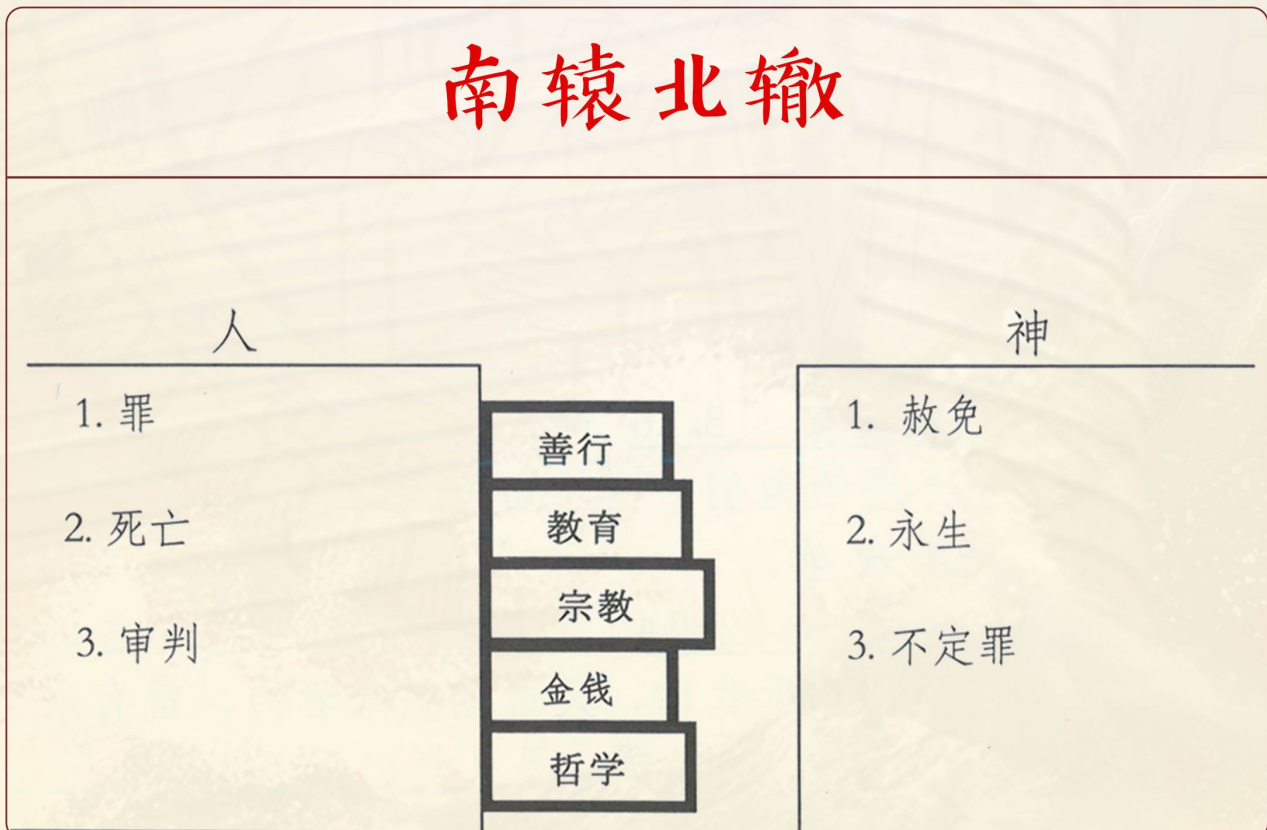 南辕北辙
人
神
1. 罪
2. 死亡
3. 审判
善行
教育
宗教
金钱
哲学
1. 赦免
2. 永生
3. 不定罪